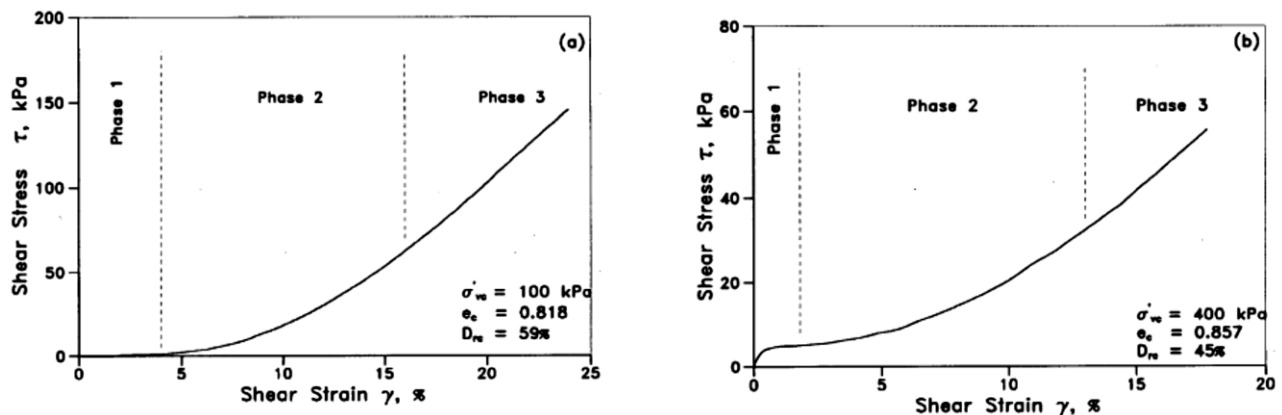 (a)
200
150
100
50
0
Shear Stress τ, kPa
Phase 1
Phase 2
Phase 3
σ'vc = 100 kPa
ec = 0.818
Drc = 59%
0 5 10 15 20 25
Shear Strain γ, %
(b)
80
60
40
20
0
Shear Stress τ, kPa
Phase 1
Phase 2
Phase 3
σ'vc = 400 kPa
ec = 0.857
Drc = 45%
0 5 10 15 20
Shear Strain γ, %